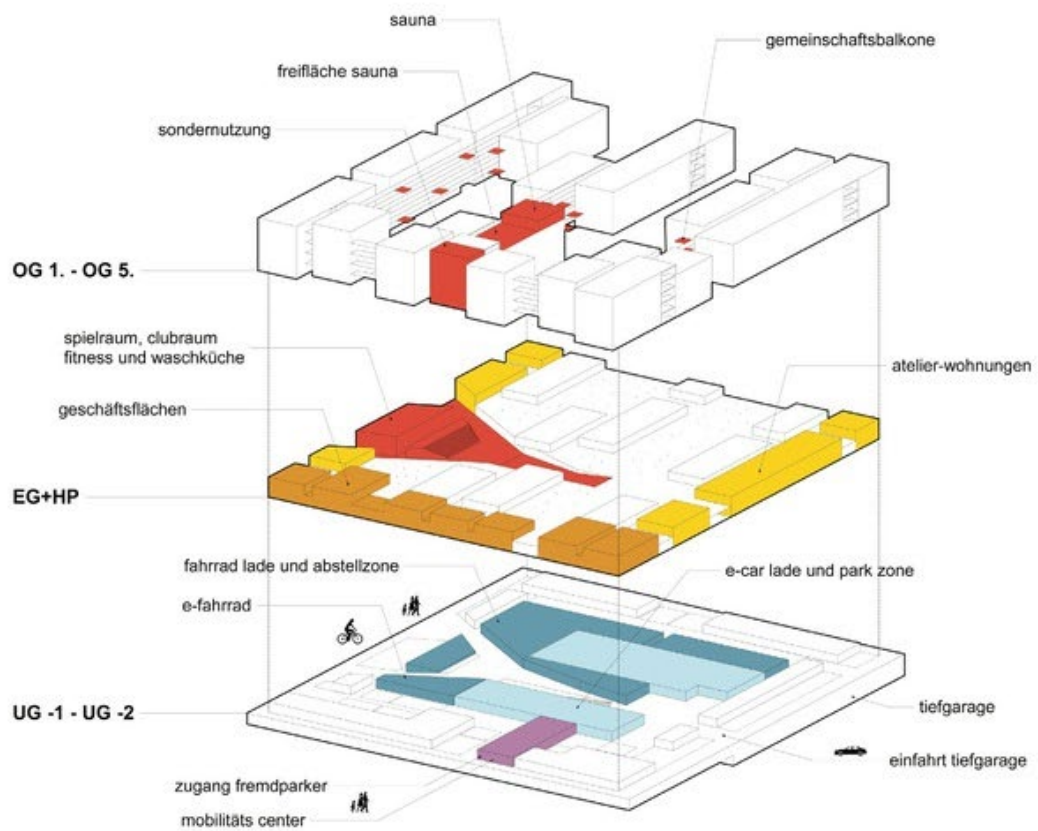 sauna
gemeinschaftsbalkone
freifläche sauna
sondernutzung
OG 1. - OG 5.
spielraum, clubraum
fitness und waschküche
atelier-wohnungen
geschäftsflächen
EG+HP
fahrrad lade und abstellzone
e-car lade und park zone
e-fahrrad
UG -1 - UG -2
tiefgarage
einfahrt tiefgarage
zugang fremdparker
mobilitäts center